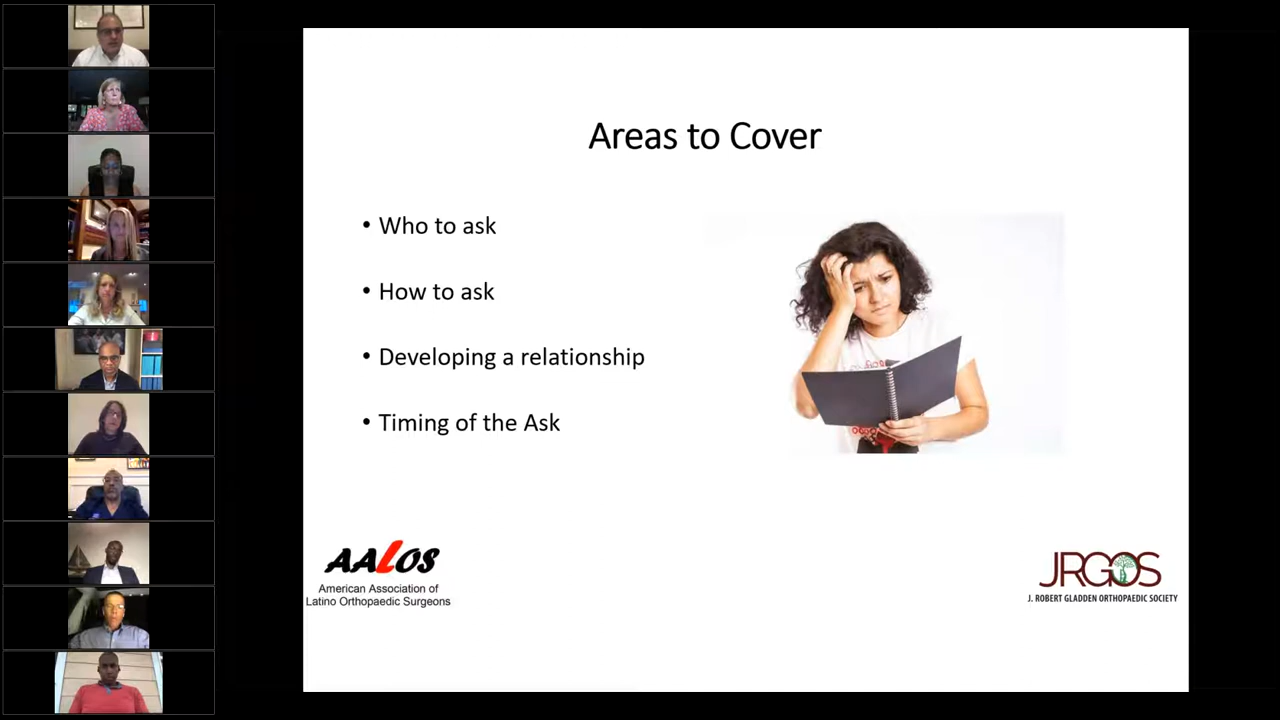 Areas to Cover
• Who to ask
• How to ask
• Developing a relationship
• Timing of the Ask
AALOS
American Association of
Latino Orthopaedic Surgeons
JRGOS
J. ROBERT GLADDEN ORTHOPAEDIC SOCIETY